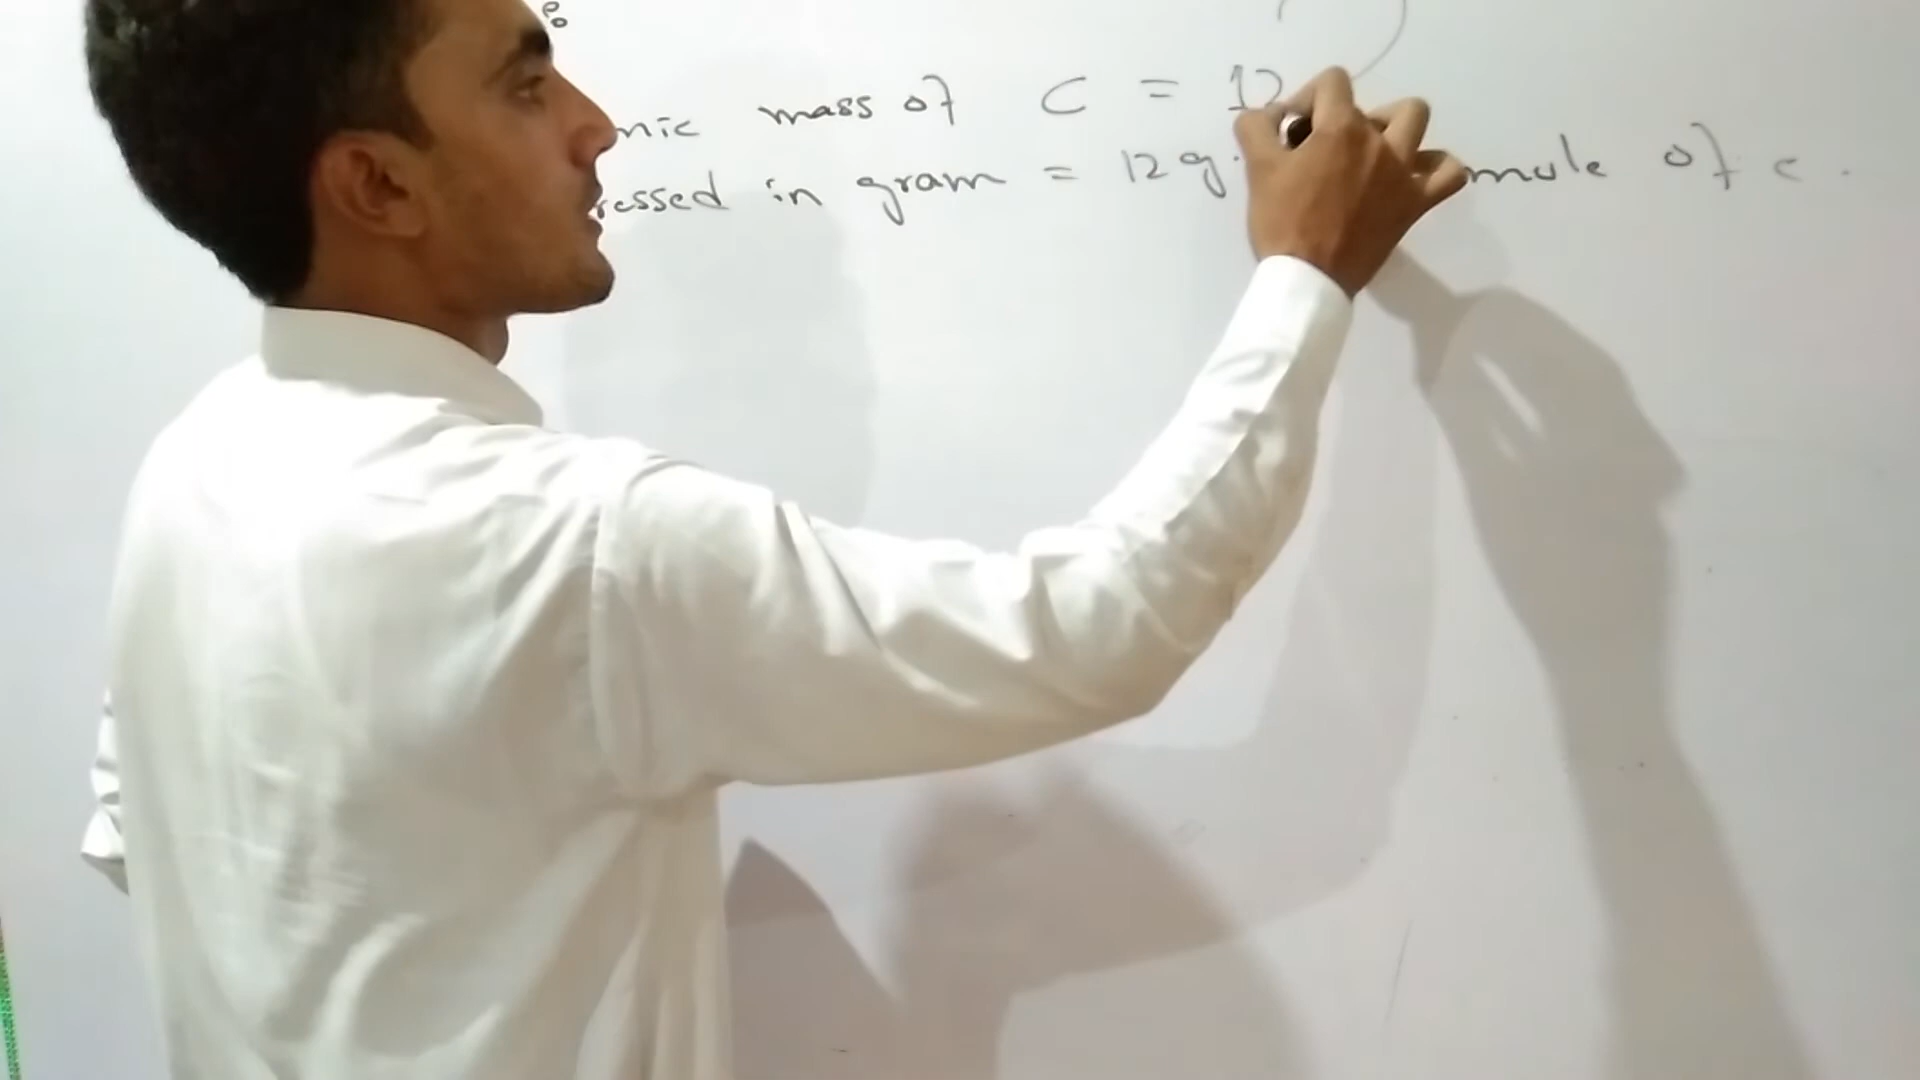 mic mass of C = 12
ressed in gram = 12g. mole of c.